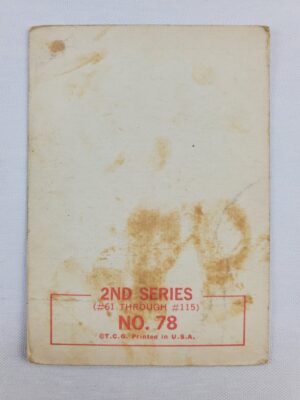 2ND SERIES
(#61 THROUGH #115)
NO. 78
©T.C.G. Printed in U.S.A.